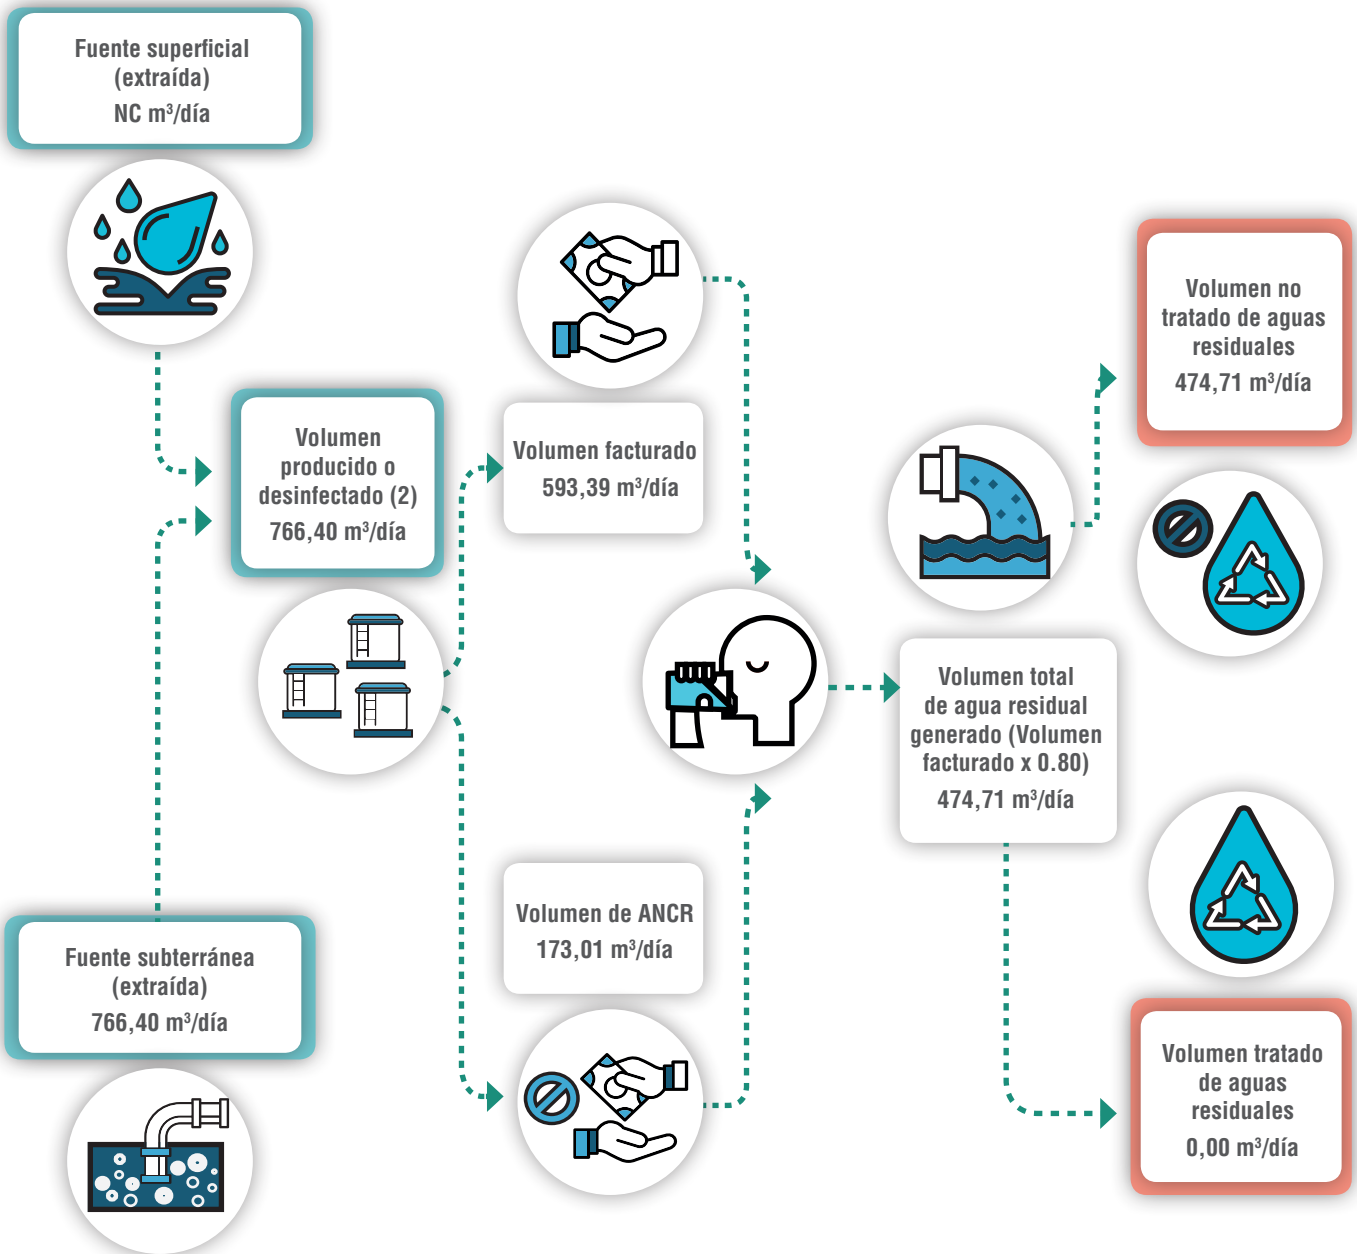 Fuente superficial
(extraída)
NC m³/día
Volumen
producido o
desinfectado (2)
766,40 m³/día
Fuente subterránea
(extraída)
766,40 m³/día
Volumen facturado
593,39 m³/día
Volumen de ANCR
173,01 m³/día
Volumen total
de agua residual
generado (Volumen
facturado x 0.80)
474,71 m³/día
Volumen no
tratado de aguas
residuales
474,71 m³/día
Volumen tratado
de aguas
residuales
0,00 m³/día